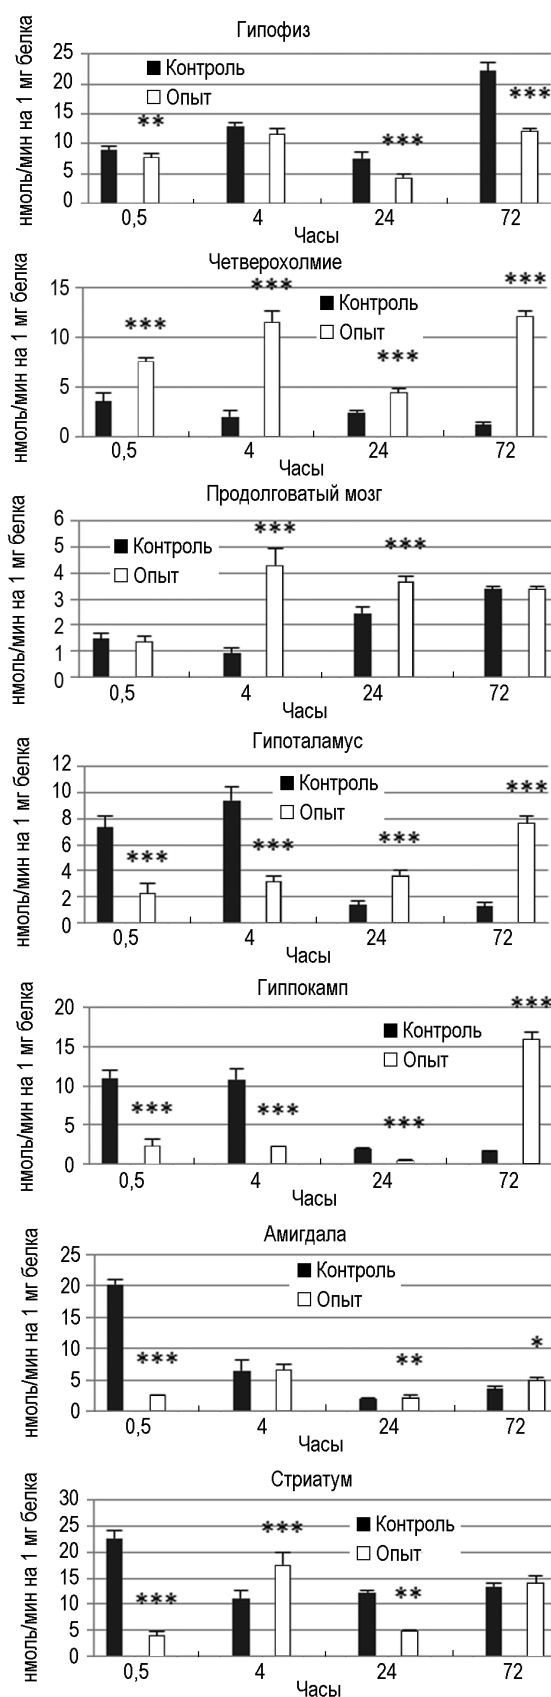 Гипофиз
нмоль/мин на 1 мг белка
25
20
15
10
5
0
Контроль
Опыт
**
***
***
0,5
4
24
72
Часы
Четверохолмие
нмоль/мин на 1 мг белка
15
10
5
0
Контроль
Опыт
***
***
***
***
0,5
4
24
72
Часы
Продолговатый мозг
нмоль/мин на 1 мг белка
6
5
4
3
2
1
0
Контроль
Опыт
***
***
0,5
4
24
72
Часы
Гипоталамус
нмоль/мин на 1 мг белка
12
10
8
6
4
2
0
Контроль
Опыт
***
***
***
***
0,5
4
24
72
Часы
Гиппокамп
нмоль/мин на 1 мг белка
20
15
10
5
0
Контроль
Опыт
***
***
***
***
0,5
4
24
72
Часы
Амигдала
нмоль/мин на 1 мг белка
25
20
15
10
5
0
Контроль
Опыт
***
**
*
0,5
4
24
72
Часы
Стриатум
нмоль/мин на 1 мг белка
30
25
20
15
10
5
0
Контроль
Опыт
***
***
**
0,5
4
24
72
Часы